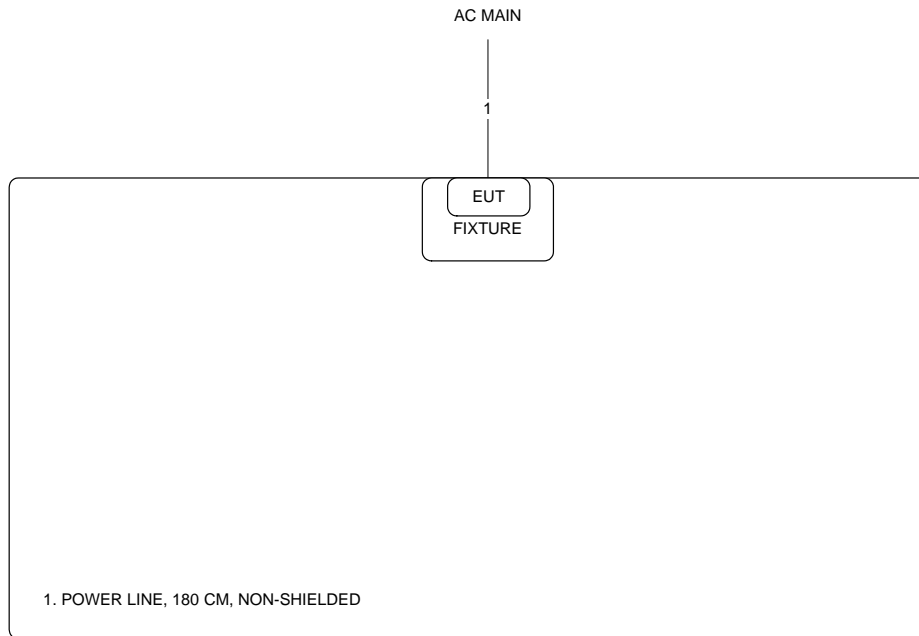 AC MAIN
1
EUT
FIXTURE
1. POWER LINE, 180 CM, NON-SHIELDED